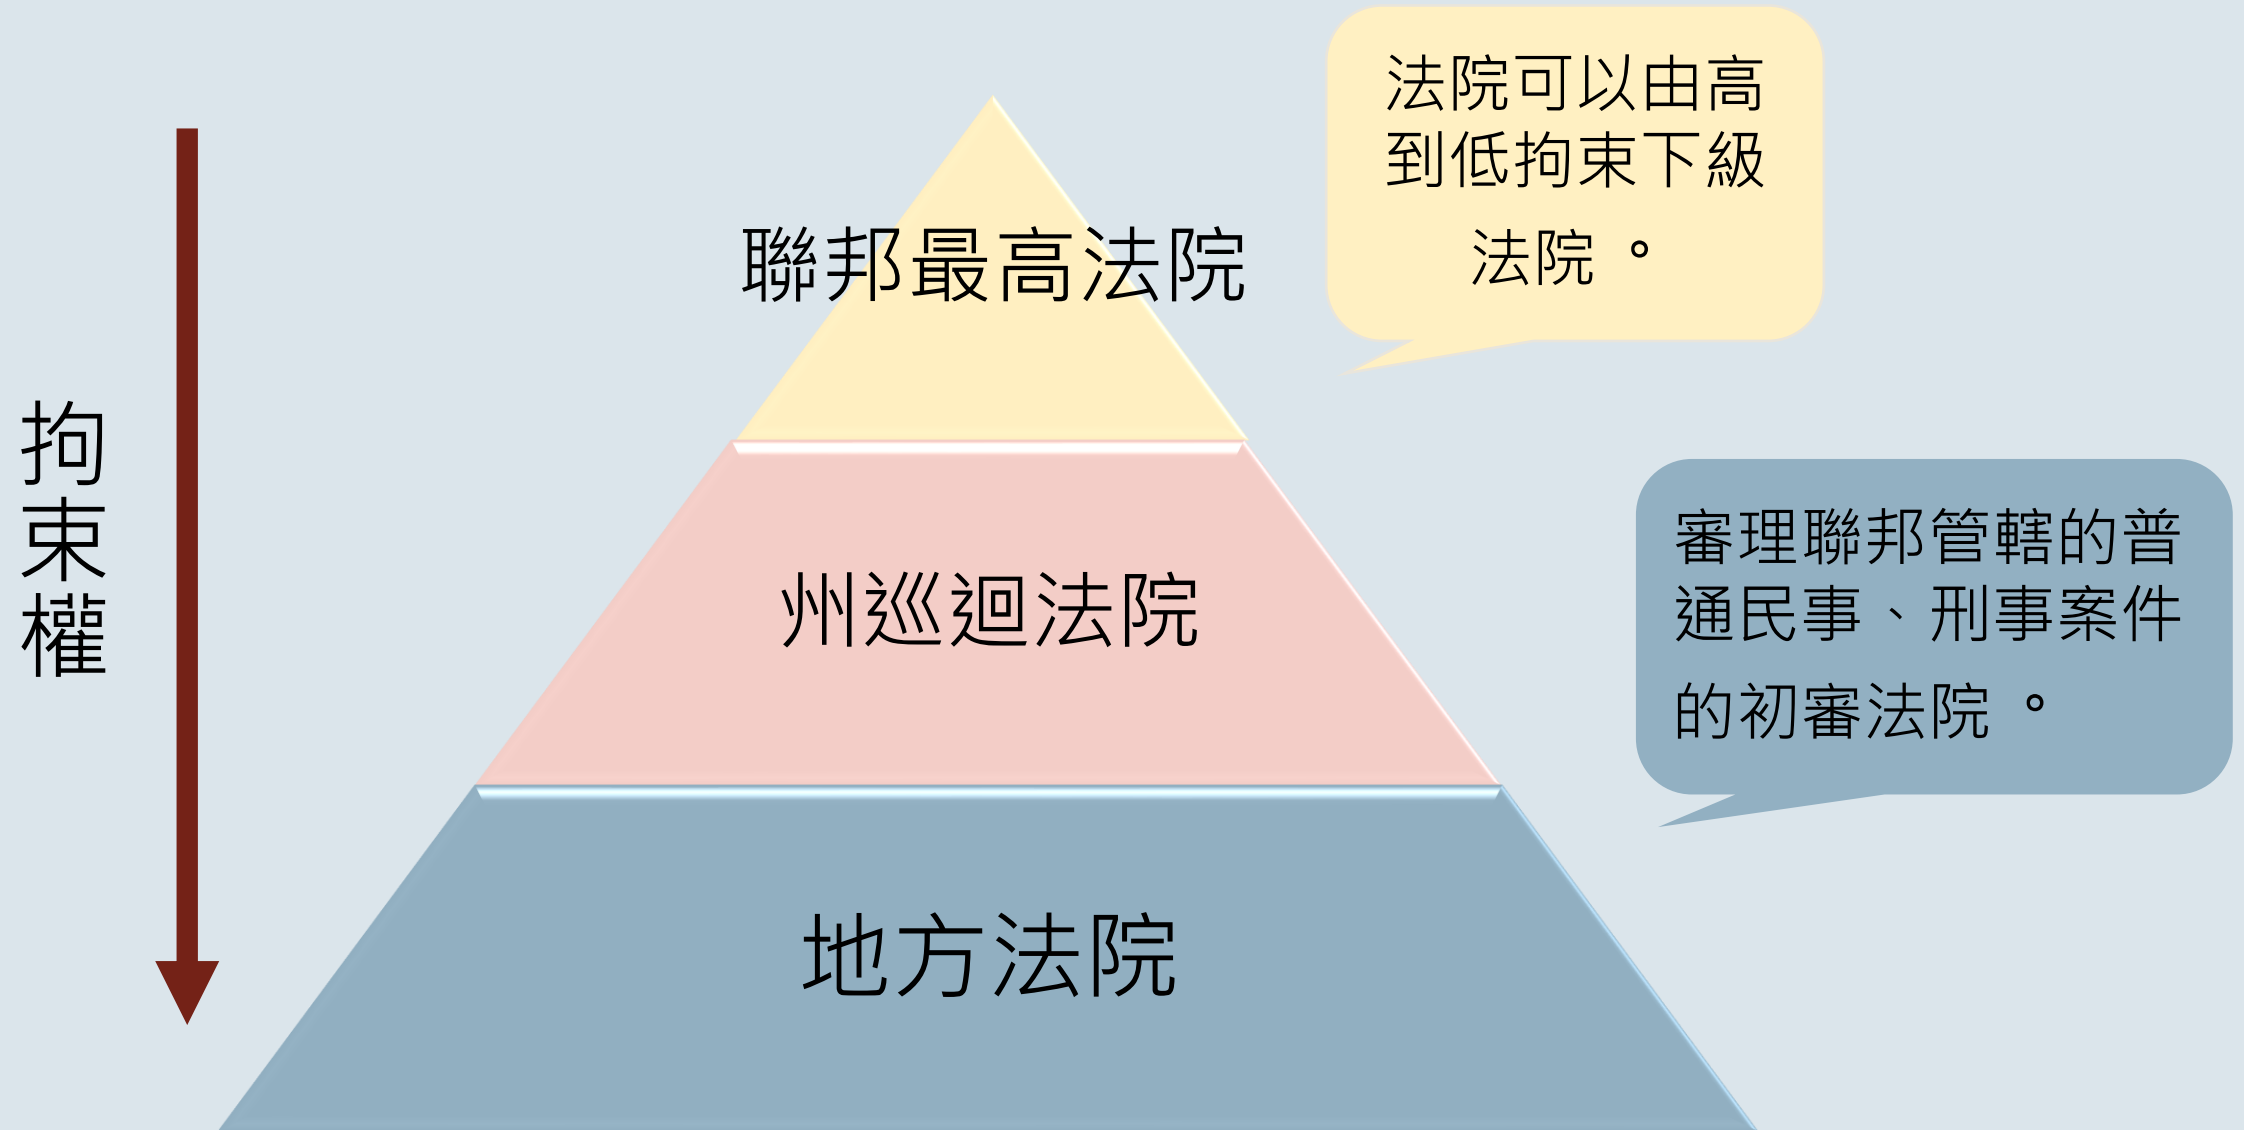 拘束權
聯邦最高法院
州巡迴法院
地方法院
法院可以由高
到低拘束下級
法院。
審理聯邦管轄的普
通民事、刑事案件
的初審法院。